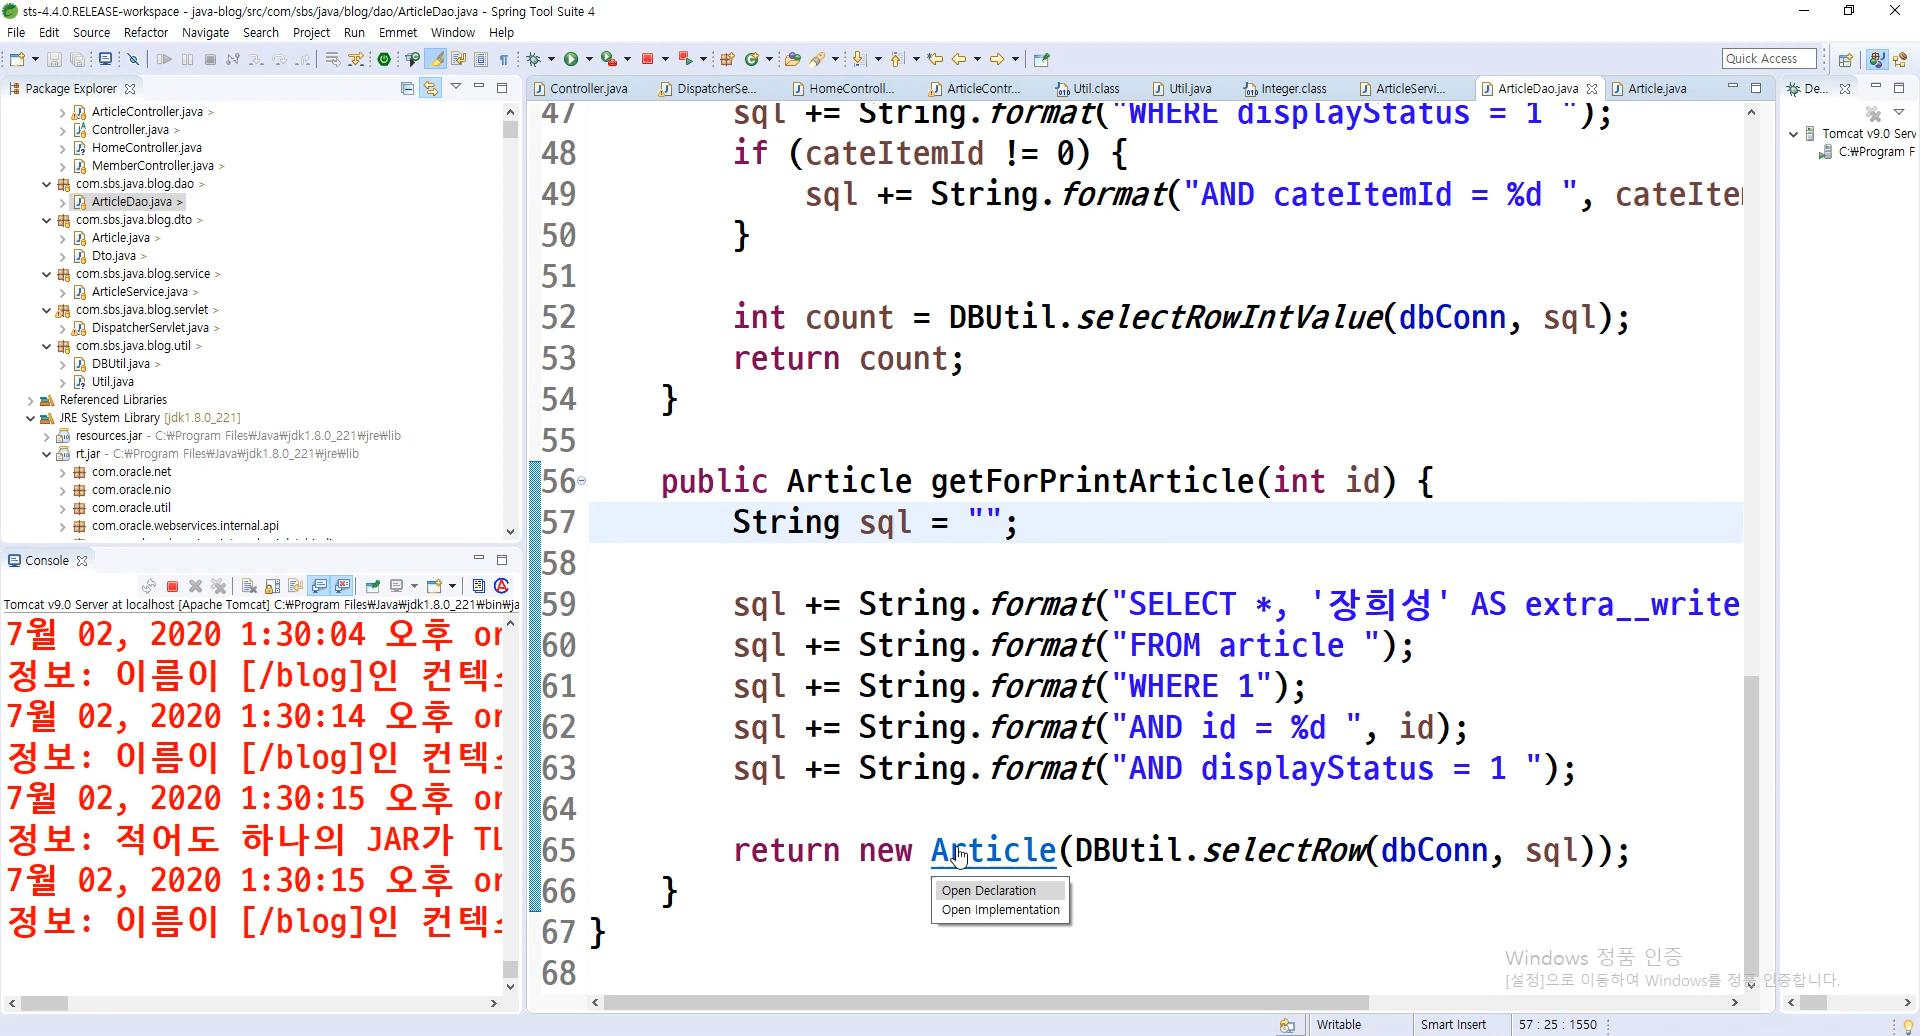 sts-4.4.0.RELEASE-workspace - java-blog/src/com/sbs/java/blog/dao/ArticleDao.java - Spring Tool Suite 4
File Edit Source Refactor Navigate Search Project Run Emmet Window Help
Quick Access
Package Explorer
ArticleController.java >
Controller.java >
HomeController.java
MemberController.java >
com.sbs.java.blog.dao >
ArticleDao.java >
com.sbs.java.blog.dto >
Article.java >
Dto.java >
com.sbs.java.blog.service >
ArticleService.java >
com.sbs.java.blog.servlet >
DispatcherServlet.java >
com.sbs.java.blog.util >
DBUtil.java >
Util.java
Referenced Libraries
JRE System Library [jdk1.8.0_221]
resources.jar - C:₩Program Files₩Java₩jdk1.8.0_221₩jre₩lib
rt.jar - C:₩Program Files₩Java₩jdk1.8.0_221₩jre₩lib
com.oracle.net
com.oracle.nio
com.oracle.util
com.oracle.webservices.internal.api
Console
Tomcat v9.0 Server at localhost [Apache Tomcat] C:₩Program Files₩Java₩jdk1.8.0_221₩bin₩ja
7월 02, 2020 1:30:04 오후 or
정보: 이름이 [/blog]인 컨텍
7월 02, 2020 1:30:14 오후 or
정보: 이름이 [/blog]인 컨텍
7월 02, 2020 1:30:15 오후 or
정보: 적어도 하나의 JAR가 TL
7월 02, 2020 1:30:15 오후 or
정보: 이름이 [/blog]인 컨텍
Controller.java DispatcherSe... HomeControll... ArticleContr... Util.class Util.java Integer.class ArticleServi... ArticleDao.java Article.java
47 sql += String.format("WHERE displayStatus = 1 ");
48 if (cateItemId != 0) {
49 sql += String.format("AND cateItemId = %d ", cateIte
50 }
51
52 int count = DBUtil.selectRowIntValue(dbConn, sql);
53 return count;
54 }
55
56 public Article getForPrintArticle(int id) {
57 String sql = "";
58
59 sql += String.format("SELECT *, '장희성' AS extra__write
60 sql += String.format("FROM article ");
61 sql += String.format("WHERE 1");
62 sql += String.format("AND id = %d ", id);
63 sql += String.format("AND displayStatus = 1 ");
64
65 return new Article(DBUtil.selectRow(dbConn, sql));
66 }
67 }
68
Open Declaration
Open Implementation
De...
Tomcat v9.0 Serv
C:₩Program F
Windows 정품 인증
[설정]으로 이동하여 Windows를 정품 인증합니다.
Writable Smart Insert 57 : 25 : 1550